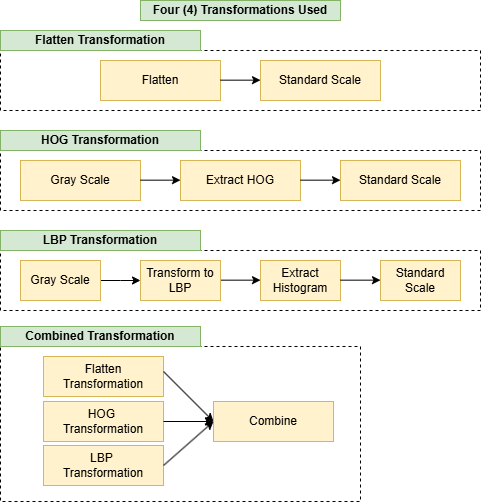 Four (4) Transformations Used
Flatten Transformation
Flatten
Standard Scale
HOG Transformation
Gray Scale
Extract HOG
Standard Scale
LBP Transformation
Gray Scale
Transform to
LBP
Extract
Histogram
Standard
Scale
Combined Transformation
Flatten
Transformation
HOG
Transformation
LBP
Transformation
Combine